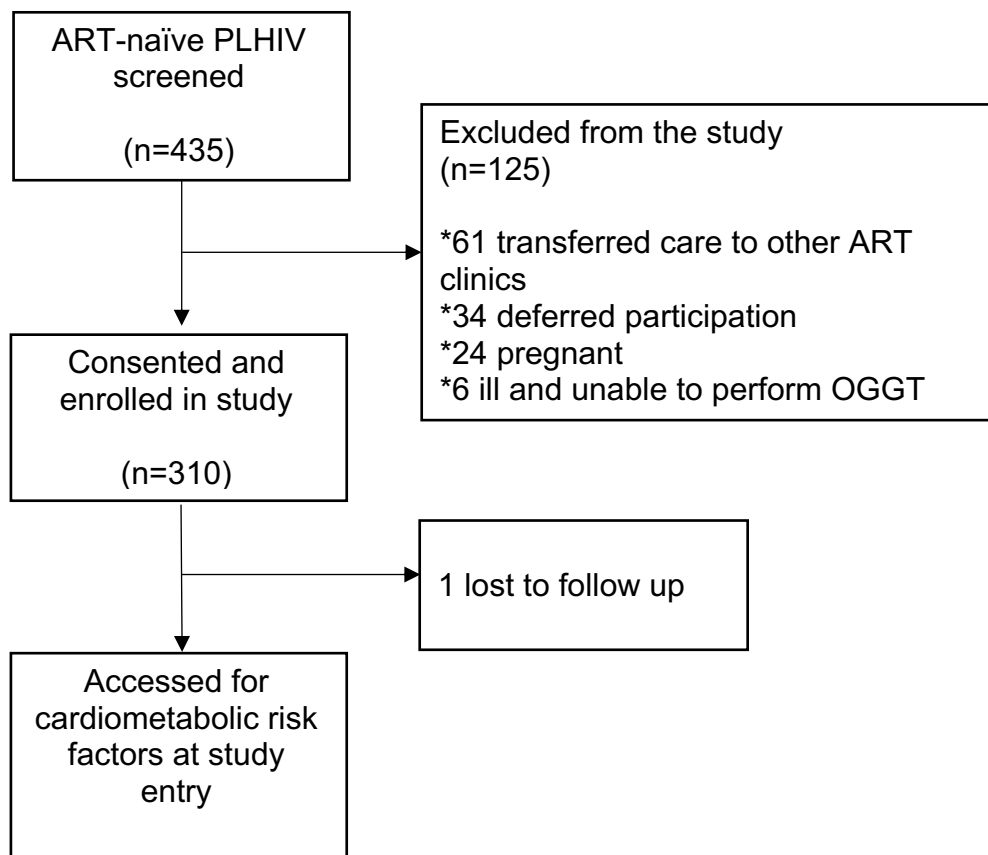 ART-naïve PLHIV
screened
(n=435)
Excluded from the study
(n=125)
*61 transferred care to other ART
clinics
*34 deferred participation
*24 pregnant
*6 ill and unable to perform OGGT
Consented and
enrolled in study
(n=310)
1 lost to follow up
Accessed for
cardiometabolic risk
factors at study
entry